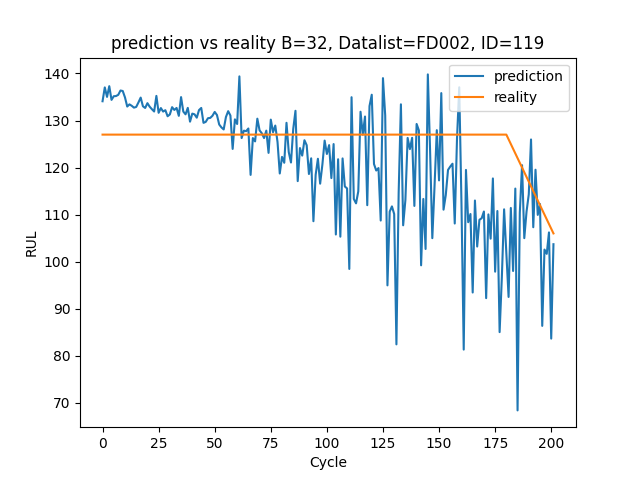 prediction vs reality B=32, Datalist=FD002, ID=119
prediction
reality
RUL
140
130
120
110
100
90
80
70
0 25 50 75 100 125 150 175 200
Cycle